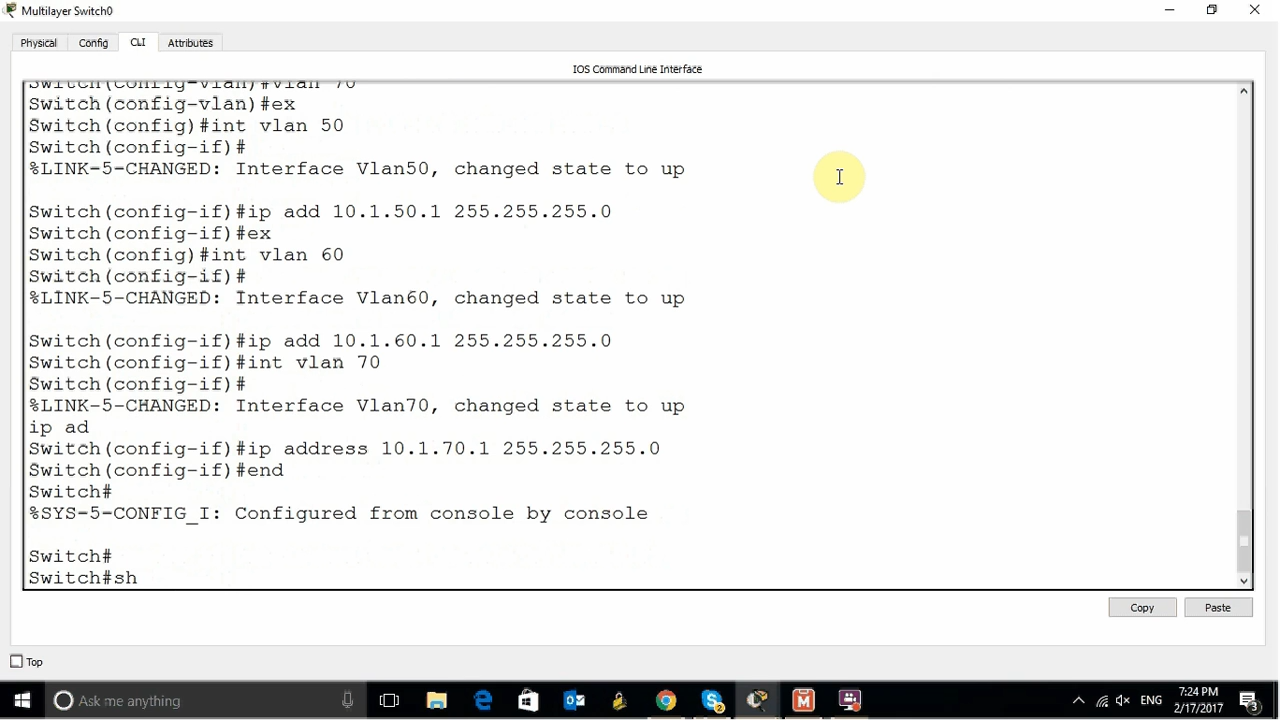 Multilayer Switch0
Physical Config CLI Attributes
IOS Command Line Interface
Switch(config-vlan)#vlan 70
Switch(config-vlan)#ex
Switch(config)#int vlan 50
Switch(config-if)#
%LINK-5-CHANGED: Interface Vlan50, changed state to up
Switch(config-if)#ip add 10.1.50.1 255.255.255.0
Switch(config-if)#ex
Switch(config)#int vlan 60
Switch(config-if)#
%LINK-5-CHANGED: Interface Vlan60, changed state to up
Switch(config-if)#ip add 10.1.60.1 255.255.255.0
Switch(config-if)#int vlan 70
Switch(config-if)#
%LINK-5-CHANGED: Interface Vlan70, changed state to up
ip ad
Switch(config-if)#ip address 10.1.70.1 255.255.255.0
Switch(config-if)#end
Switch#
%SYS-5-CONFIG_I: Configured from console by console
Switch#
Switch#sh
Copy Paste
Top
Ask me anything
2
ENG
7:24 PM
2/17/2017
3